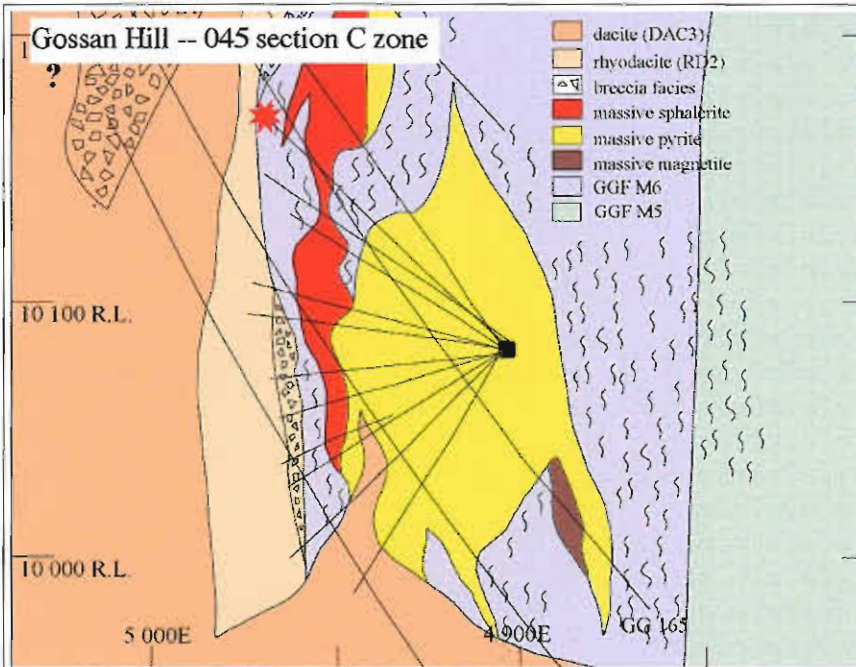 Gossan Hill -- 045 section C zone
?
dacite (DAC3)
rhyodacite (RD2)
breccia facies
massive sphalerite
massive pyrite
massive magnetite
GGF M6
GGF M5
10 100 R.L.
10 000 R.L.
5 000E
4 900E
GG 165